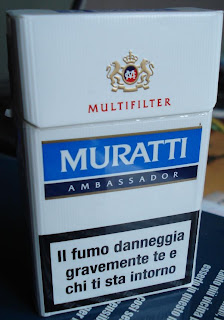 MULTIFILTER
MURATTI
AMBASSADOR
Il fumo danneggia
gravemente te e
chi ti sta intorno